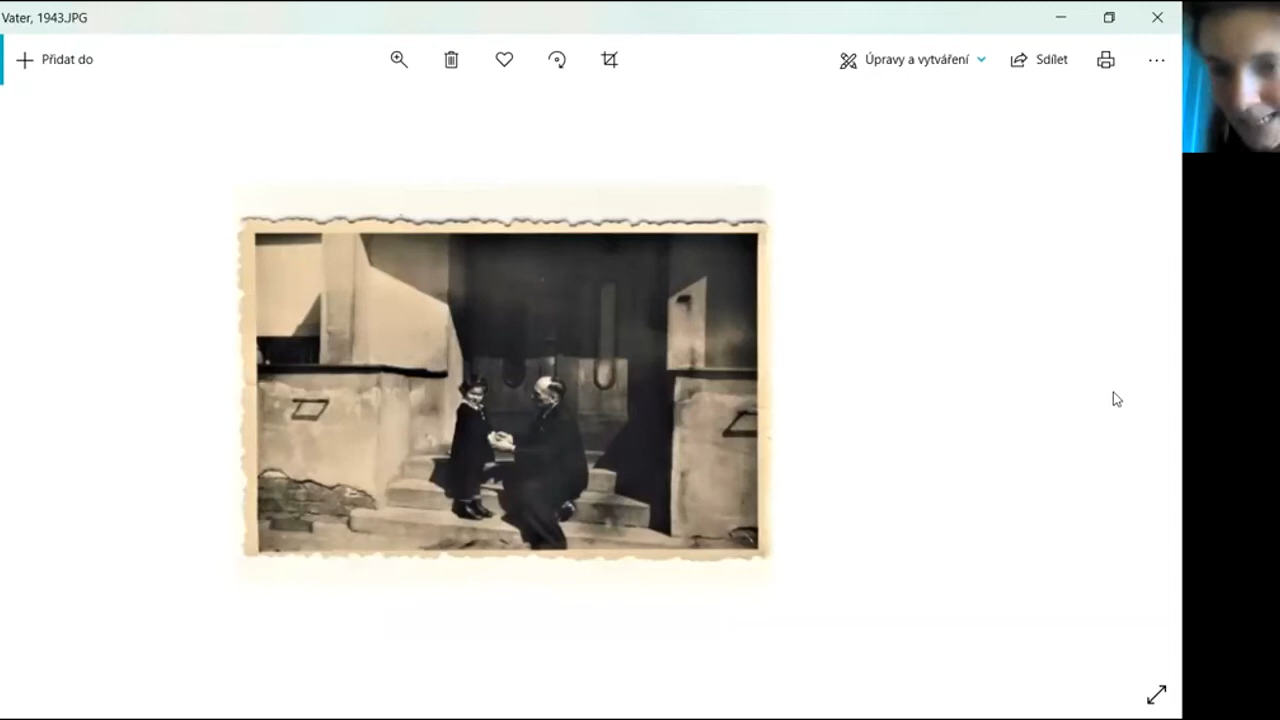 Vater, 1943.JPG
Přidat do
Úpravy a vytváření
Sdílet